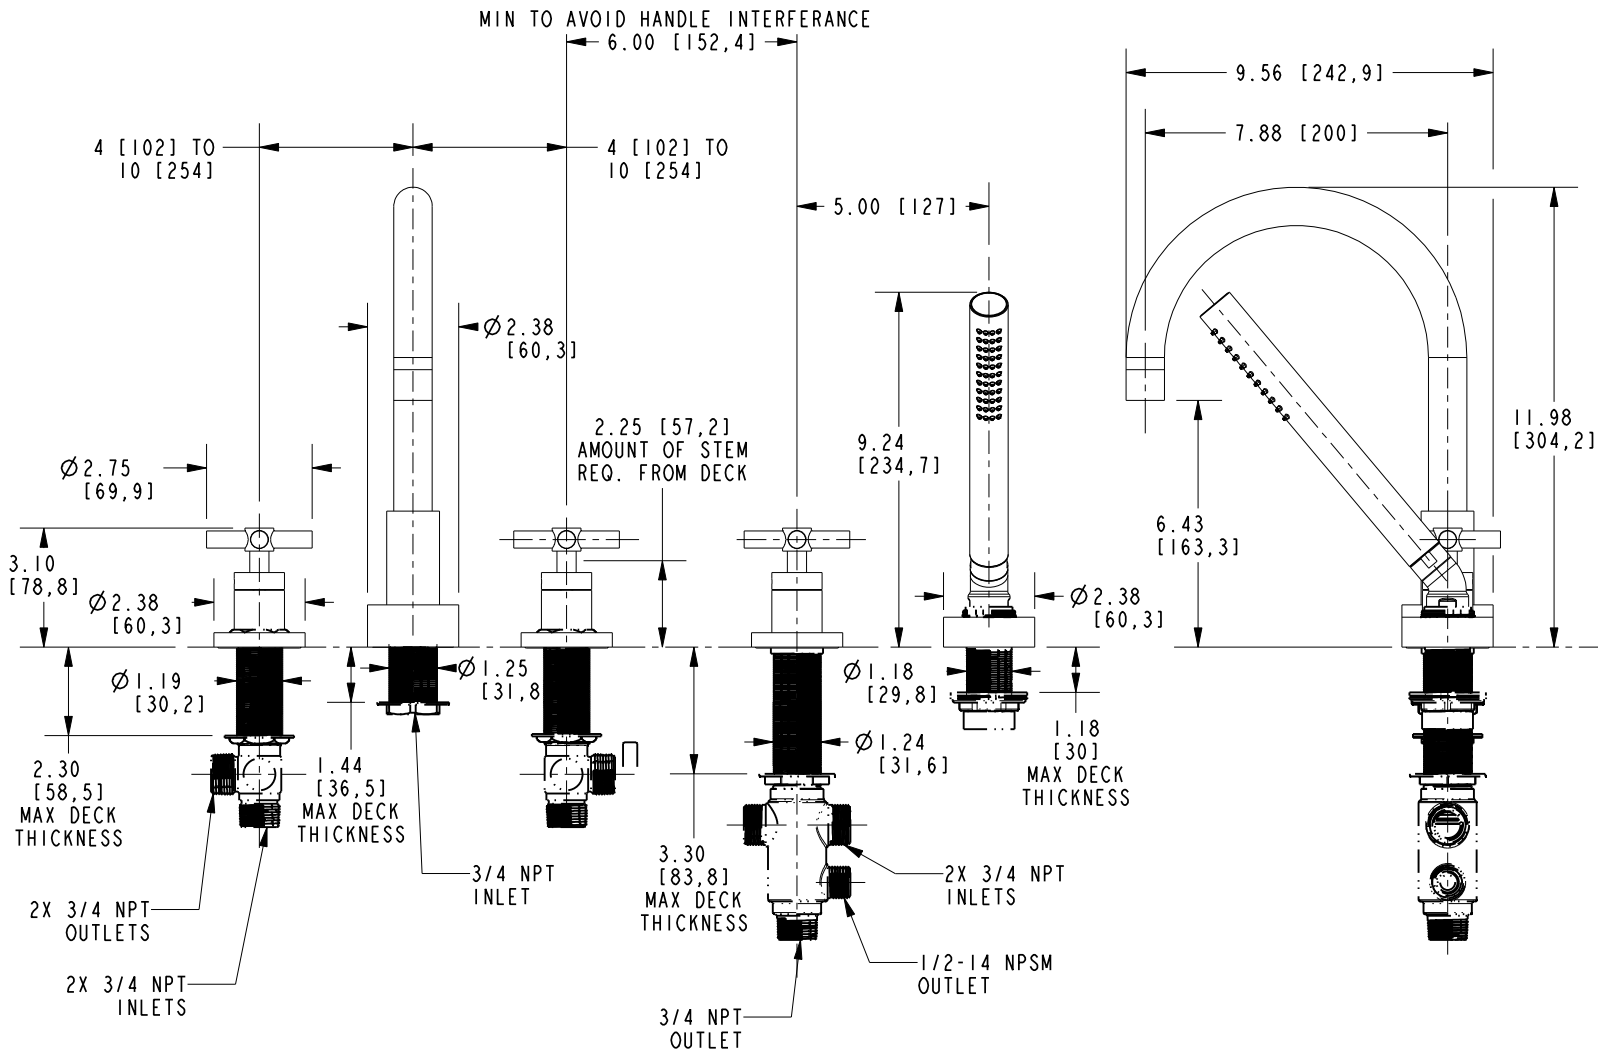 MIN TO AVOID HANDLE INTERFERANCE
6.00 [152,4]
9.56 [242,9]
7.88 [200]
4 [102] TO
10 [254]
4 [102] TO
10 [254]
5.00 [127]
Ø2.38
[60,3]
2.25 [57,2]
AMOUNT OF STEM
REQ. FROM DECK
9.24
[234,7]
11.98
[304,2]
Ø2.75
[69,9]
6.43
[163,3]
3.10
[78,8]
Ø2.38
[60,3]
Ø2.38
[60,3]
Ø1.19
[30,2]
Ø1.25
[31,8
Ø1.18
[29,8]
Ø1.24
[31,6]
1.18
[30]
MAX DECK
THICKNESS
2.30
[58,5]
MAX DECK
THICKNESS
1.44
[36,5]
MAX DECK
THICKNESS
3.30
[83,8]
MAX DECK
THICKNESS
3/4 NPT
INLET
2X 3/4 NPT
INLETS
2X 3/4 NPT
OUTLETS
2X 3/4 NPT
INLETS
1/2-14 NPSM
OUTLET
3/4 NPT
OUTLET